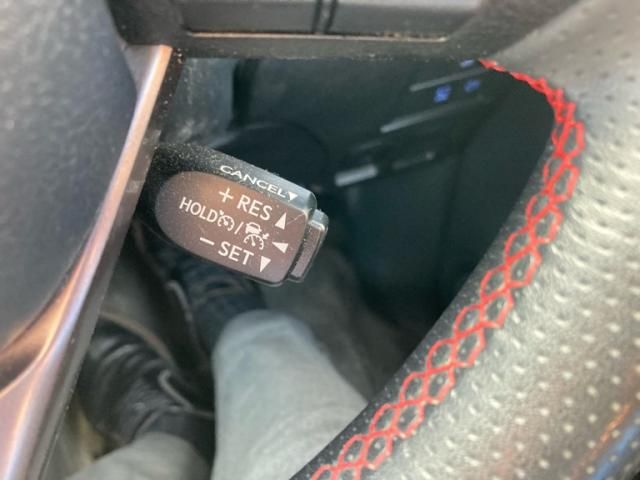 CANCEL▼
+ RES ▲
HOLD /
− SET ▼